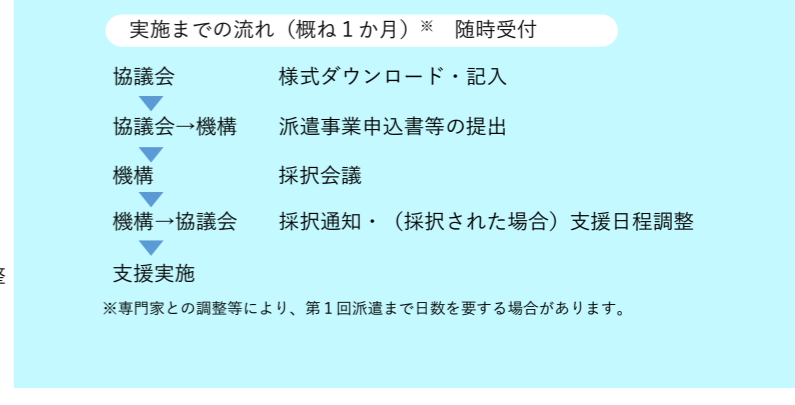 実施までの流れ（概ね１か月）※　随時受付
協議会　様式ダウンロード・記入
協議会→機構　派遣事業申込書等の提出
機構　採択会議
機構→協議会　採択通知・（採択された場合）支援日程調整
支援実施
※専門家との調整等により、第１回派遣まで日数を要する場合があります。